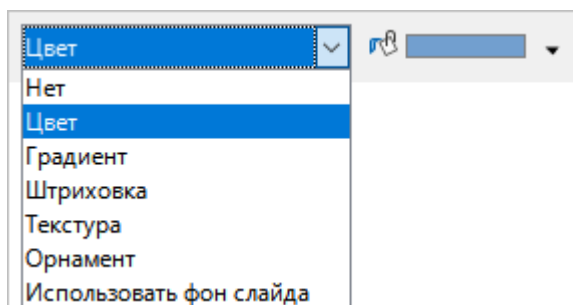 Цвет
Нет
Цвет
Градиент
Штриховка
Текстура
Орнамент
Использовать фон слайда